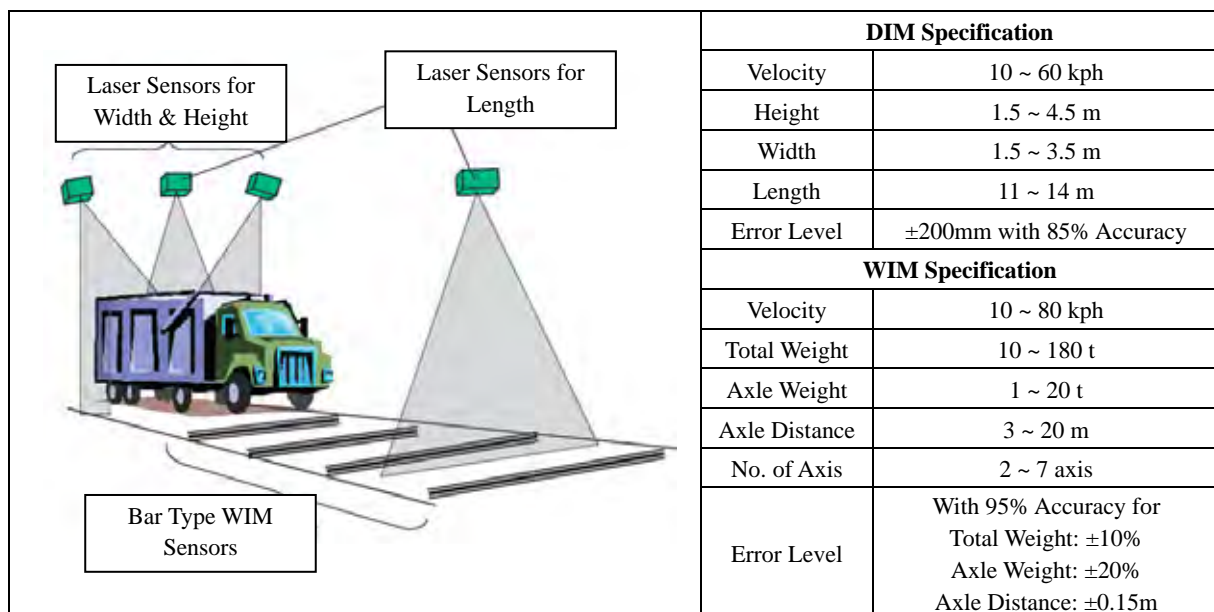 Laser Sensors for
Width & Height
Laser Sensors for
Length
Bar Type WIM
Sensors
DIM Specification
Velocity 10 ~ 60 kph
Height 1.5 ~ 4.5 m
Width 1.5 ~ 3.5 m
Length 11 ~ 14 m
Error Level ±200mm with 85% Accuracy
WIM Specification
Velocity 10 ~ 80 kph
Total Weight 10 ~ 180 t
Axle Weight 1 ~ 20 t
Axle Distance 3 ~ 20 m
No. of Axis 2 ~ 7 axis
Error Level
With 95% Accuracy for
Total Weight: ±10%
Axle Weight: ±20%
Axle Distance: ±0.15m